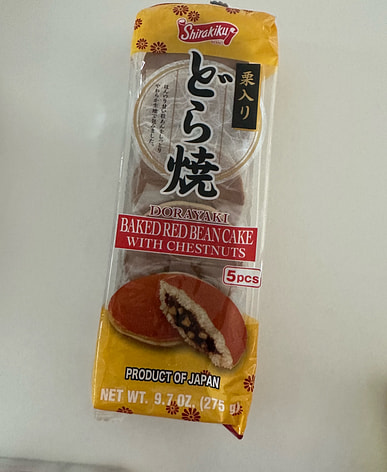 Shirakiku
栗入り
どら焼
DORAYAKI
BAKED RED BEAN CAKE
WITH CHESTNUTS
5pcs
PRODUCT OF JAPAN
NET WT. 9.7 OZ. (275 g)